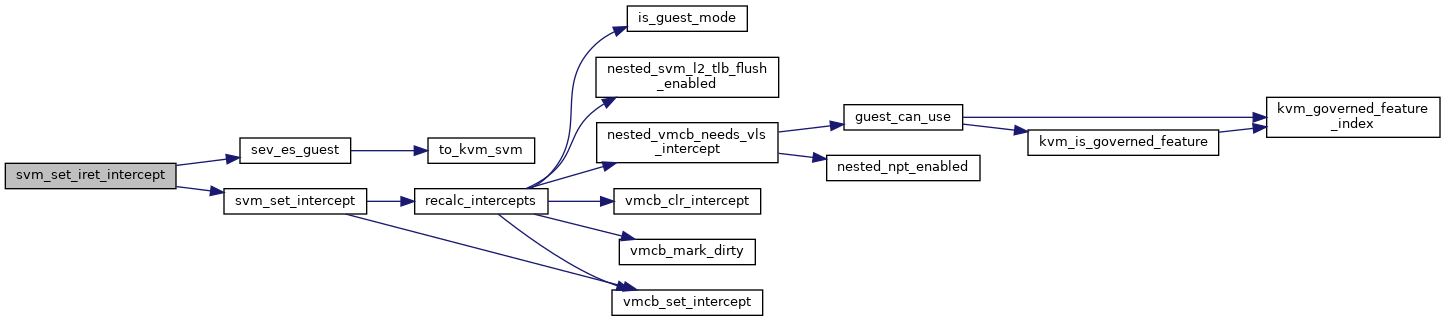 svm_set_iret_intercept
sev_es_guest
to_kvm_svm
svm_set_intercept
recalc_intercepts
is_guest_mode
nested_svm_l2_tlb_flush
_enabled
nested_vmcb_needs_vls
_intercept
guest_can_use
kvm_governed_feature
_index
kvm_is_governed_feature
nested_npt_enabled
vmcb_clr_intercept
vmcb_mark_dirty
vmcb_set_intercept